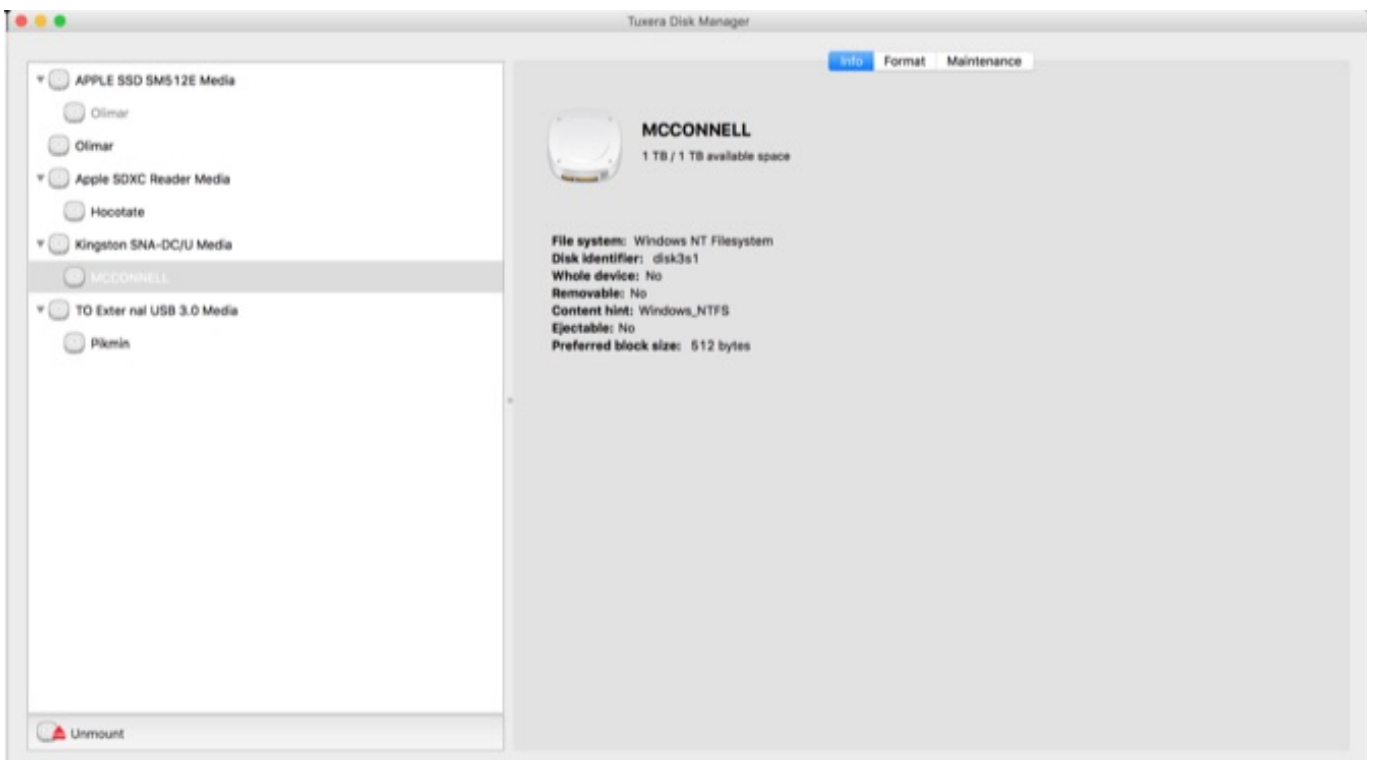 Tuxera Disk Manager
Info Format Maintenance
APPLE SSD SM512E Media
Olimar
Olimar
Apple SDXC Reader Media
Hocotate
Kingston SNA-DC/U Media
MCCONNELL
TO Exter nal USB 3.0 Media
Pikmin
Unmount
MCCONNELL
1 TB / 1 TB available space
File system: Windows NT Filesystem
Disk identifier: disk3s1
Whole device: No
Removable: No
Content hint: Windows_NTFS
Ejectable: No
Preferred block size: 512 bytes